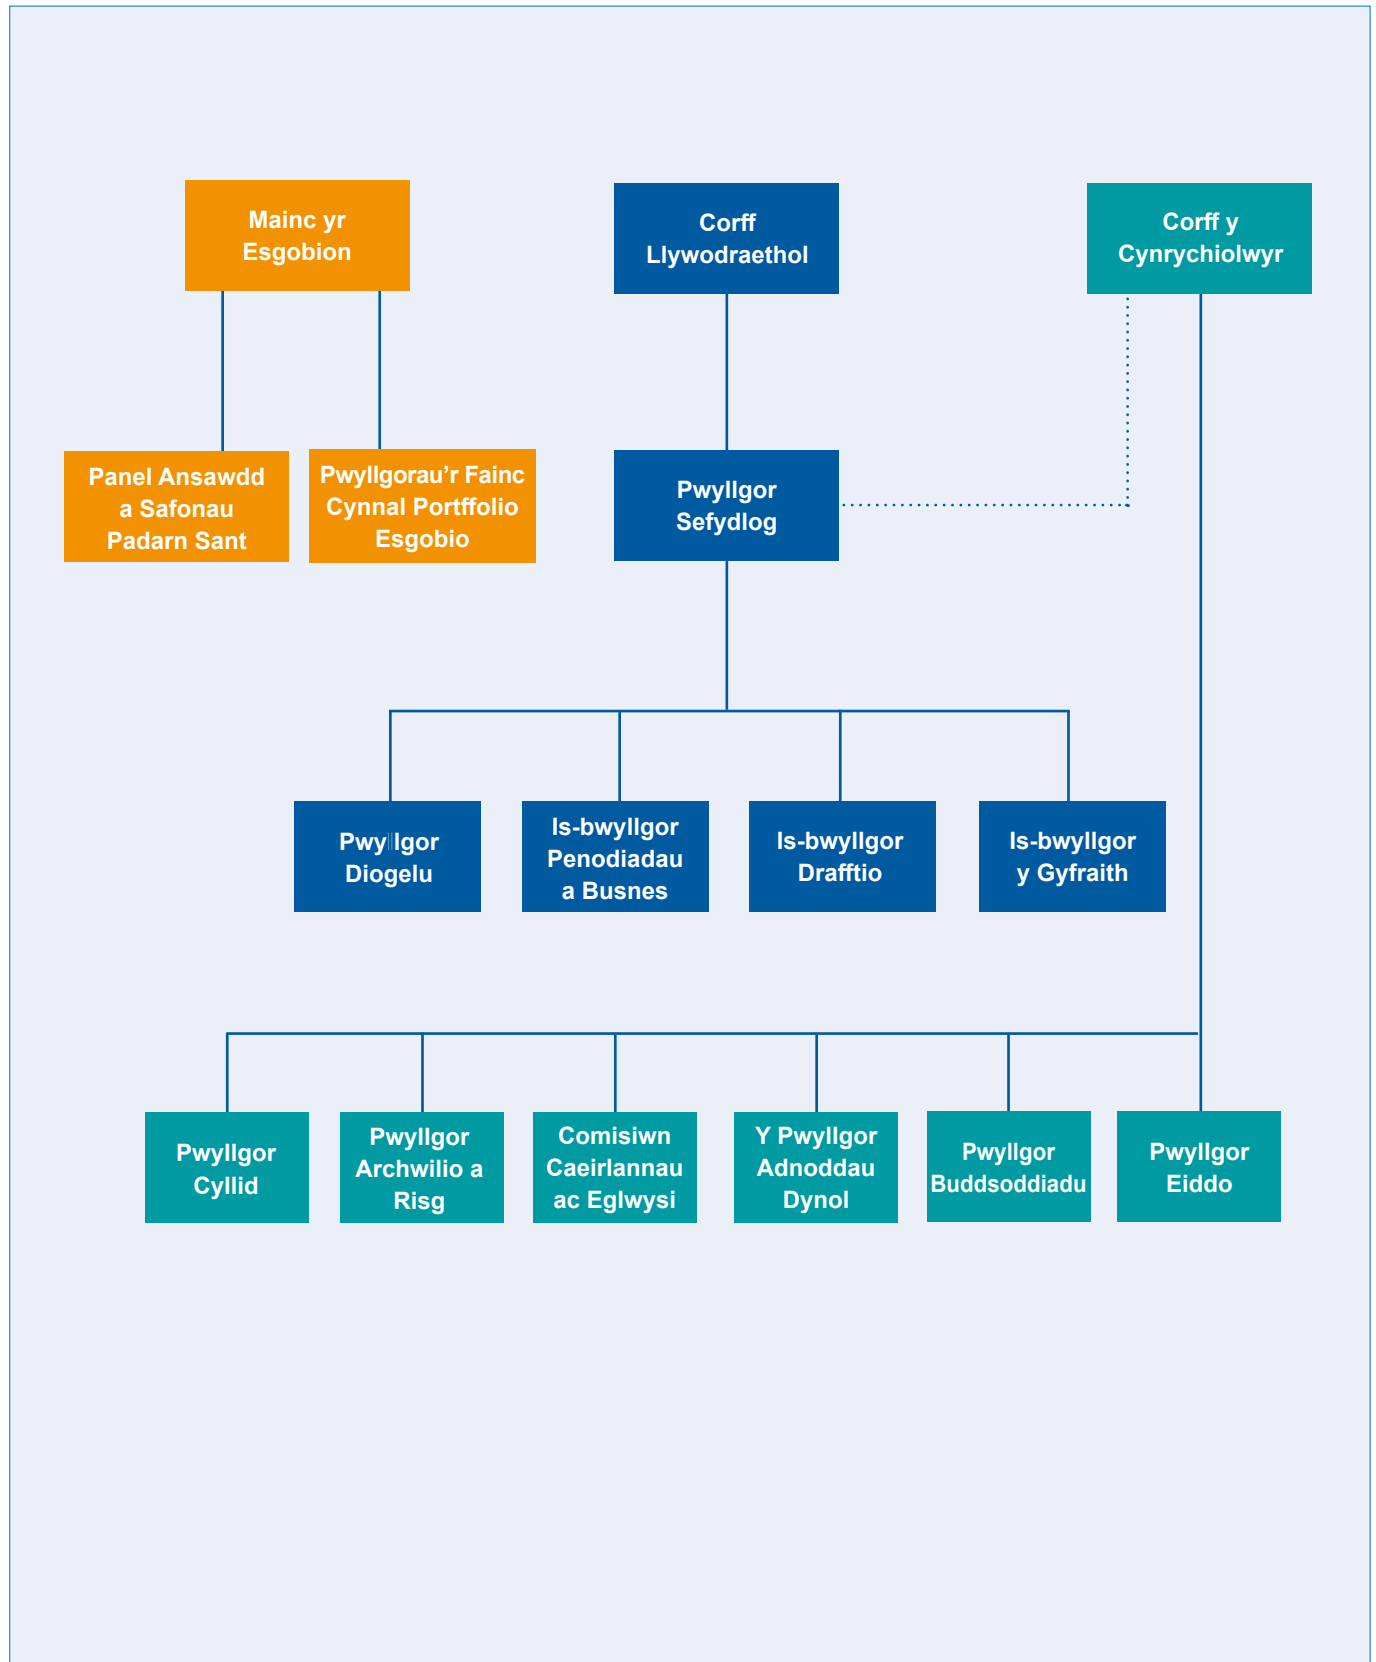 Mainc yr
Esgobion
Corff
Llywodraethol
Corff y
Cynrychiolwyr
Panel Ansawdd
a Safonau
Padarn Sant
Pwyllgorau'r Fainc
Cynnal Portffolio
Esgobio
Pwyllgor
Sefydlog
Pwyllgor
Diogelu
Is-bwyllgor
Penodiadau
a Busnes
Is-bwyllgor
Drafftio
Is-bwyllgor
y Gyfraith
Pwyllgor
Cyllid
Pwyllgor
Archwilio a
Risg
Comisiwn
Caeirlannau
ac Eglwysi
Y Pwyllgor
Adnoddau
Dynol
Pwyllgor
Buddsoddiadu
Pwyllgor
Eiddo